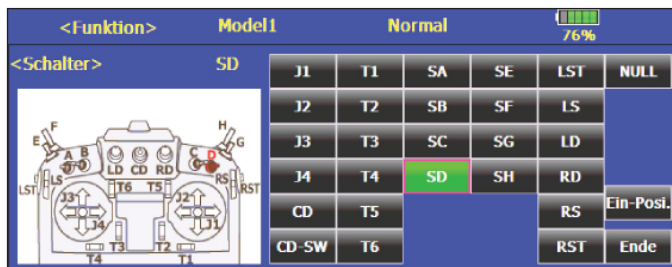 <Funktion> Model1 Normal 76%
<Schalter> SD
J1 T1 SA SE LST NULL
J2 T2 SB SF LS
J3 T3 SC SG LD
J4 T4 SD SH RD
CD T5 RS Ein-Posi.
CD-SW T6 RST Ende
F H
E A B C D G
LD CD RD
LST LS T6 T5 RS RST
J3 J2
J4 J1
T3 T2
T4 T1